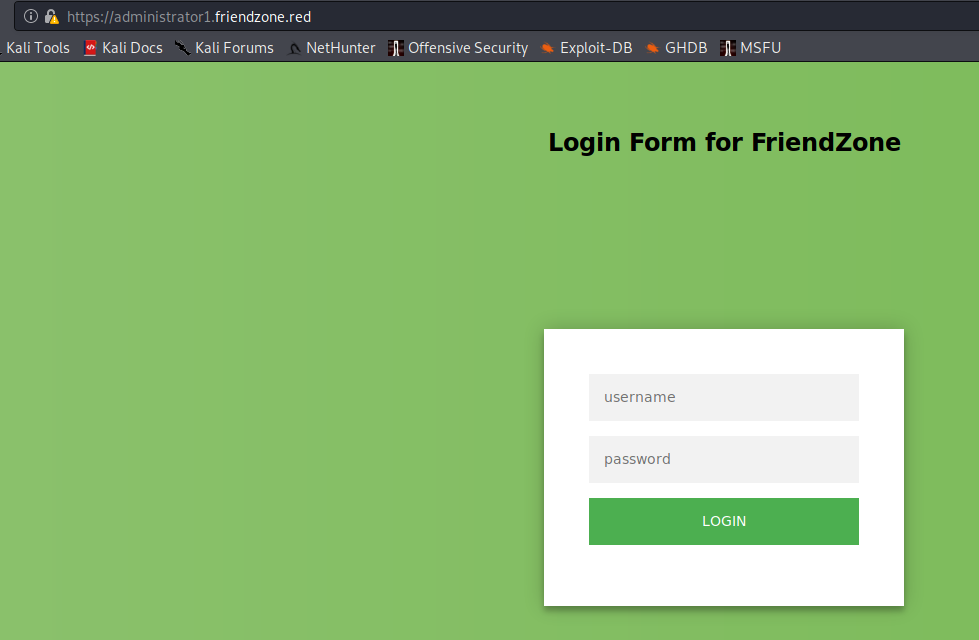 https://administrator1.friendzone.red
Kali Tools Kali Docs Kali Forums NetHunter Offensive Security Exploit-DB GHDB MSFU
Login Form for FriendZone
username
password
LOGIN